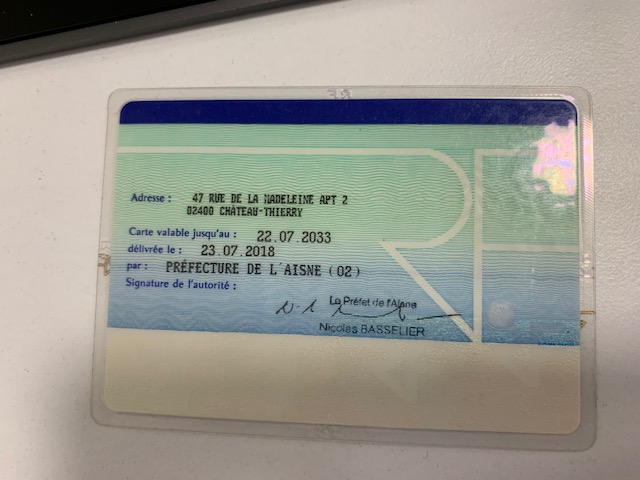 Adresse : 47 RUE DE LA MADELEINE APT 2
02400 CHÂTEAU-THIERRY
Carte valable jusqu'au : 22.07.2033
délivrée le : 23.07.2018
par : PRÉFECTURE DE L'AISNE (02)
Signature de l'autorité :
Le Préfet de l'Aisne
Nicolas BASSELIER
RF